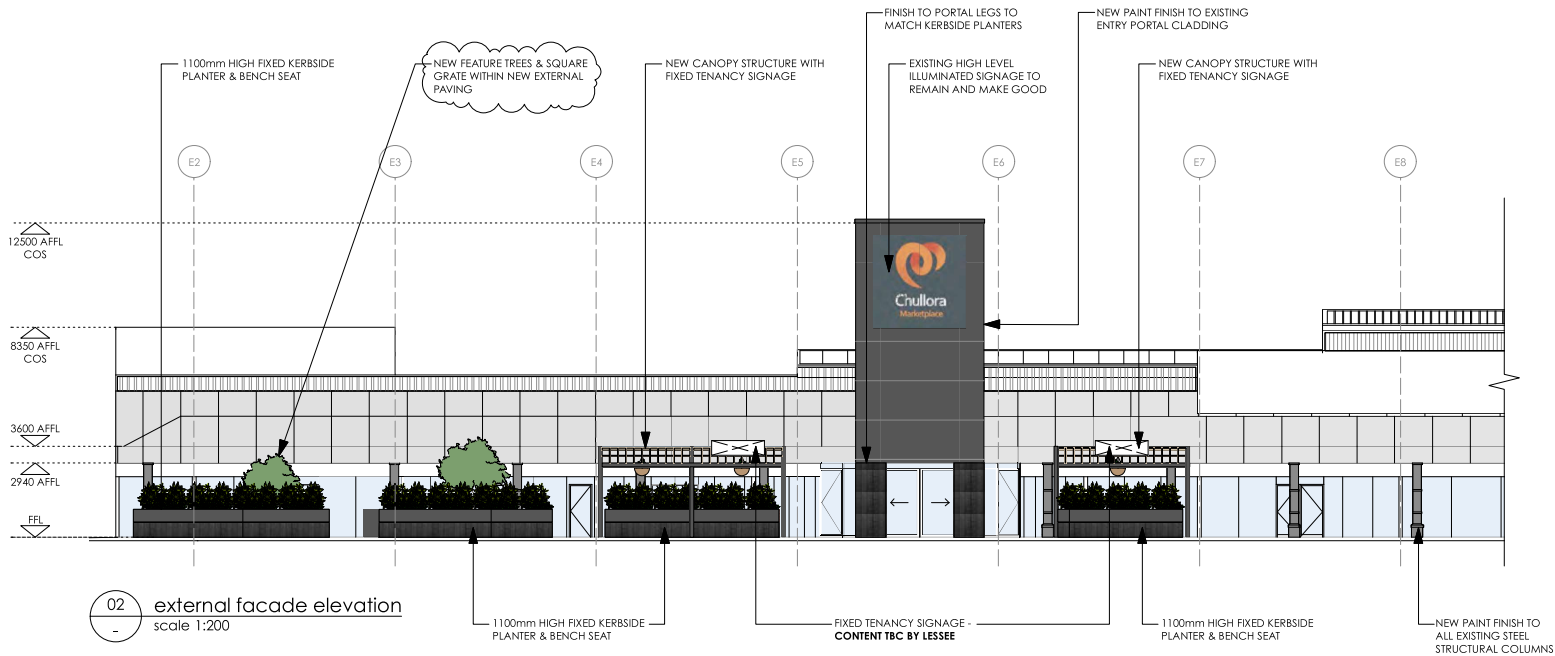 FINISH TO PORTAL LEGS TO
MATCH KERBSIDE PLANTERS
NEW PAINT FINISH TO EXISTING
ENTRY PORTAL CLADDING
1100mm HIGH FIXED KERBSIDE
PLANTER & BENCH SEAT
NEW FEATURE TREES & SQUARE
GRATE WITHIN NEW EXTERNAL
PAVING
NEW CANOPY STRUCTURE WITH
FIXED TENANCY SIGNAGE
EXISTING HIGH LEVEL
ILLUMINATED SIGNAGE TO
REMAIN AND MAKE GOOD
NEW CANOPY STRUCTURE WITH
FIXED TENANCY SIGNAGE
E2
E3
E4
E5
E6
E7
E8
12500 AFFL
COS
Chullora
Marketplace
8350 AFFL
COS
3600 AFFL
2940 AFFL
FFL
02
-
external facade elevation
scale 1:200
1100mm HIGH FIXED KERBSIDE
PLANTER & BENCH SEAT
FIXED TENANCY SIGNAGE -
CONTENT TBC BY LESSEE
1100mm HIGH FIXED KERBSIDE
PLANTER & BENCH SEAT
NEW PAINT FINISH TO
ALL EXISTING STEEL
STRUCTURAL COLUMNS